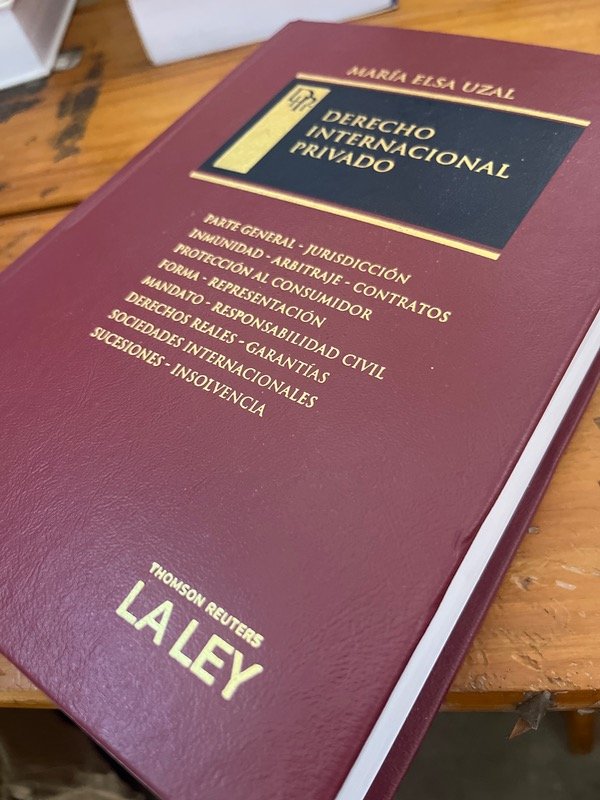 MARÍA ELSA UZAL
DERECHO
INTERNACIONAL
PRIVADO
PARTE GENERAL - JURISDICCIÓN
INMUNIDAD - ARBITRAJE - CONTRATOS
PROTECCIÓN AL CONSUMIDOR
FORMA - REPRESENTACIÓN
MANDATO - RESPONSABILIDAD CIVIL
DERECHOS REALES - GARANTÍAS
SOCIEDADES INTERNACIONALES
SUCESIONES - INSOLVENCIA
THOMSON REUTERS
LA LEY